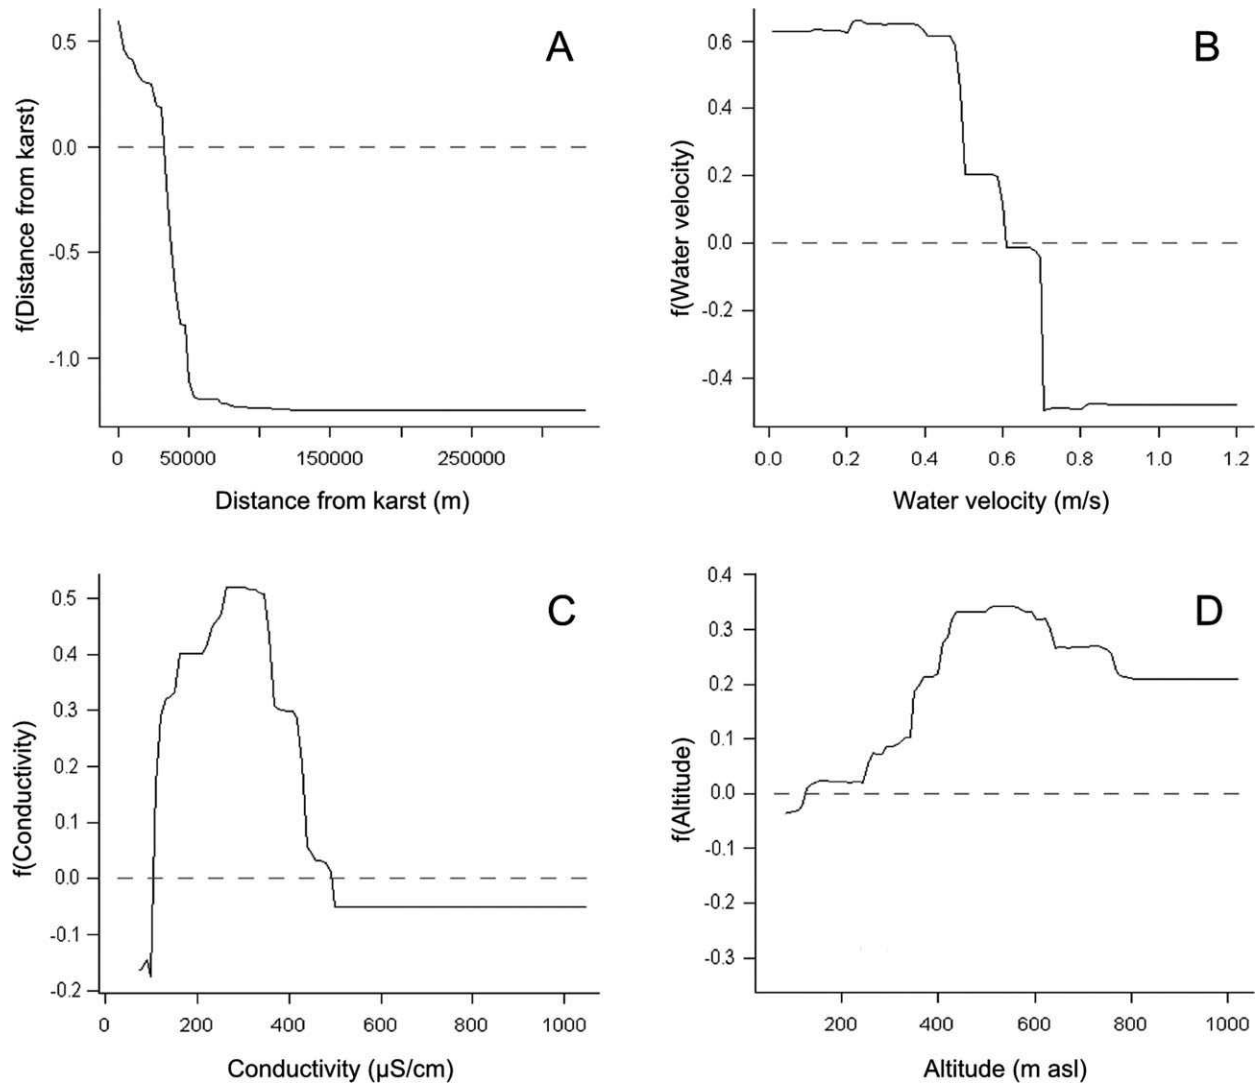 A
f(Distance from karst)
0.5
0.0
-0.5
-1.0
0 50000 150000 250000
Distance from karst (m)
B
f(Water velocity)
0.6
0.4
0.2
0.0
-0.2
-0.4
0.0 0.2 0.4 0.6 0.8 1.0 1.2
Water velocity (m/s)
C
f(Conductivity)
0.5
0.4
0.3
0.2
0.1
0.0
-0.1
-0.2
0 200 400 600 800 1000
Conductivity (µS/cm)
D
f(Altitude)
0.4
0.3
0.2
0.1
0.0
-0.1
-0.2
-0.3
200 400 600 800 1000
Altitude (m asl)